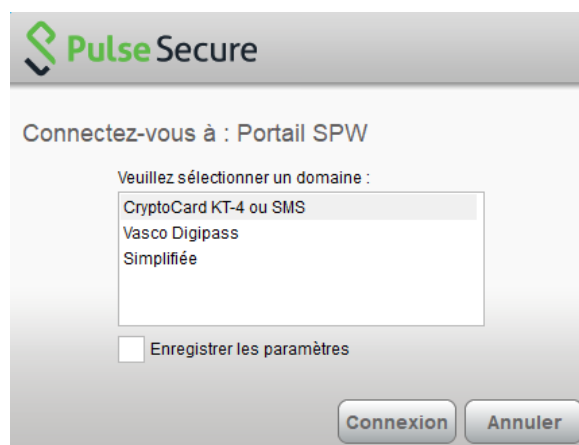 Pulse Secure
Connectez-vous à : Portail SPW
Veuillez sélectionner un domaine :
CryptoCard KT-4 ou SMS
Vasco Digipass
Simplifiée
Enregistrer les paramètres
Connexion Annuler